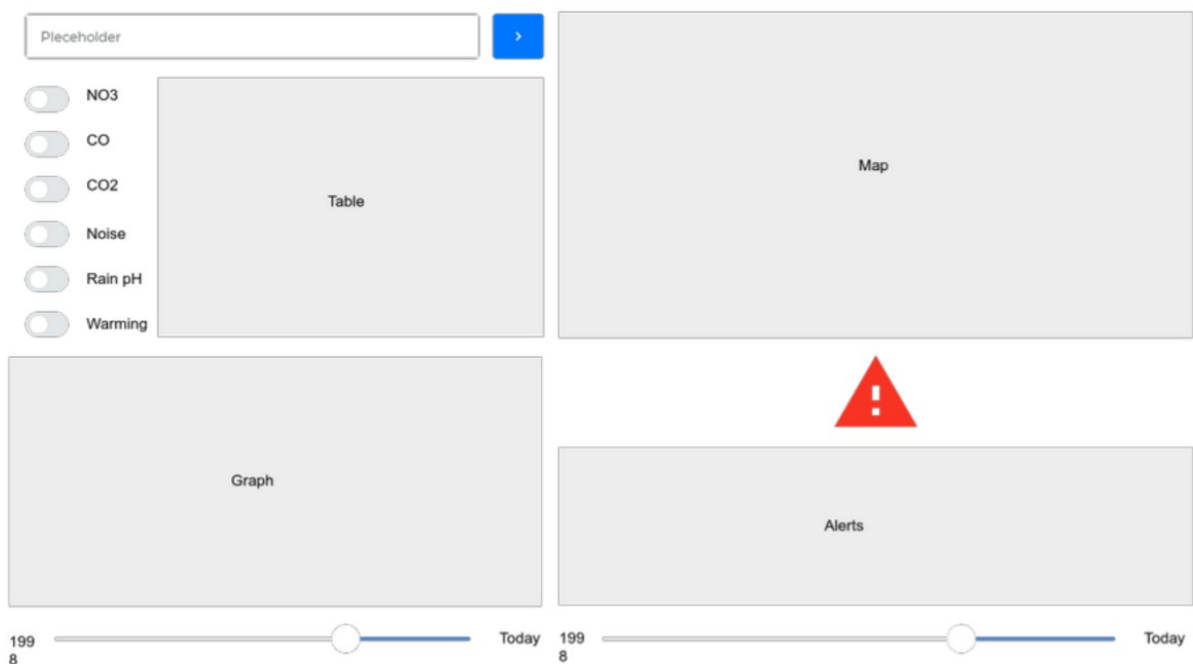 Pleceholder
>
NO3
CO
CO2
Noise
Rain pH
Warming
Table
Map
Graph
!
Alerts
199
8
Today
199
8
Today